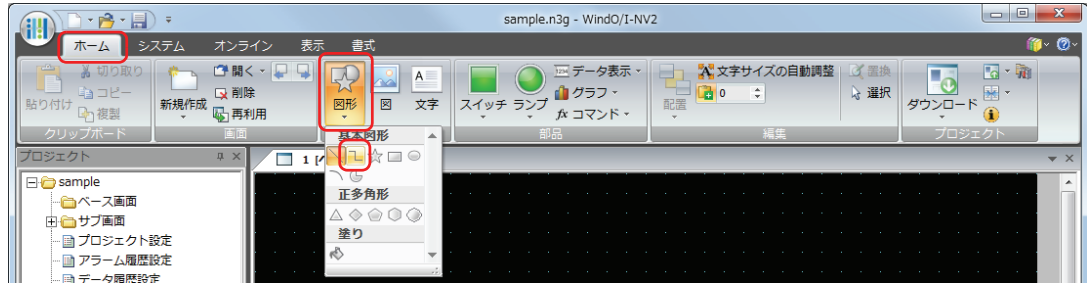 sample.n3g - WindO/I-NV2
ホーム システム オンライン 表示 書式
切り取り 開く データ表示 文字サイズの自動調整 置換
貼り付け コピー 新規作成 削除 図形 図 文字 スイッチ ランプ グラフ 配置 0 選択 ダウンロード
複製 再利用 fx コマンド
クリップボード 画面 部品 編集 プロジェクト
基本図形
プロジェクト
1 [
sample
ベース画面
正多角形
サブ画面
プロジェクト設定
塗り
アラーム履歴設定
データ履歴設定